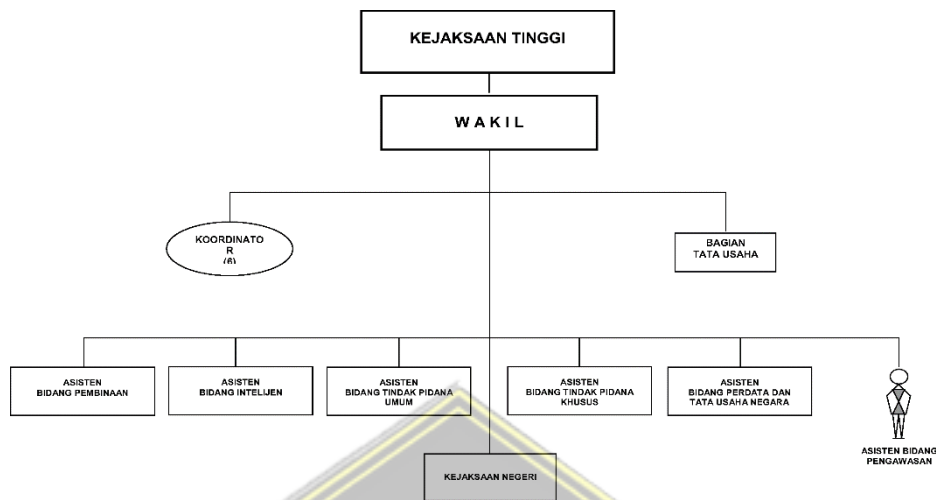 KEJAKSAAN TINGGI
W A K I L
KOORDINATO
R
(6)
BAGIAN
TATA USAHA
ASISTEN
BIDANG PEMBINAAN
ASISTEN
BIDANG INTELIJEN
ASISTEN
BIDANG TINDAK PIDANA
UMUM
ASISTEN
BIDANG TINDAK PIDANA
KHUSUS
ASISTEN
BIDANG PERDATA DAN
TATA USAHA NEGARA
ASISTEN BIDANG
PENGAWASAN
KEJAKSAAN NEGERI